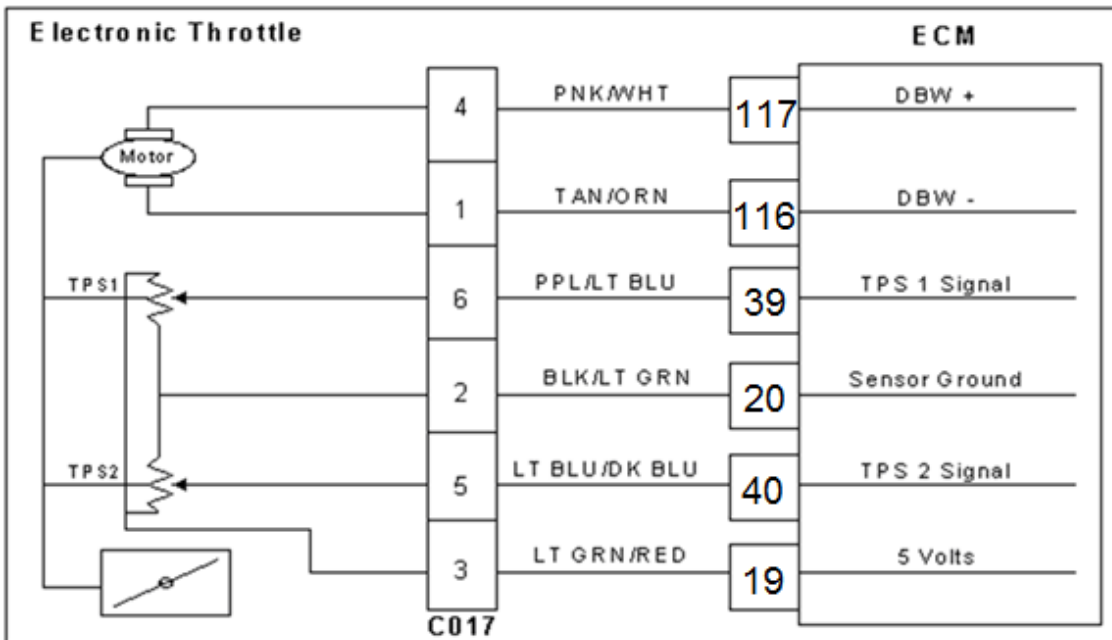 Electronic Throttle
ECM
4 PNK/WHT 117 DBW +
Motor
1 TAN/ORN 116 DBW -
TPS1 6 PPL/LT BLU 39 TPS 1 Signal
2 BLK/LT GRN 20 Sensor Ground
TPS2 5 LT BLU/DK BLU 40 TPS 2 Signal
3 LT GRN/RED 19 5 Volts
C017